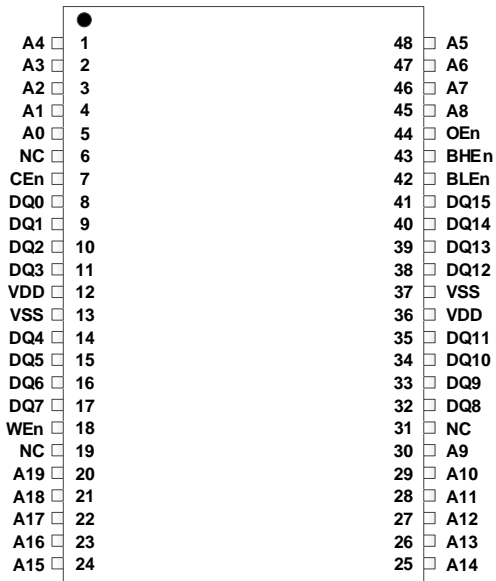 A4 1 48 A5
A3 2 47 A6
A2 3 46 A7
A1 4 45 A8
A0 5 44 OEn
NC 6 43 BHEn
CEn 7 42 BLEn
DQ0 8 41 DQ15
DQ1 9 40 DQ14
DQ2 10 39 DQ13
DQ3 11 38 DQ12
VDD 12 37 VSS
VSS 13 36 VDD
DQ4 14 35 DQ11
DQ5 15 34 DQ10
DQ6 16 33 DQ9
DQ7 17 32 DQ8
WEn 18 31 NC
NC 19 30 A9
A19 20 29 A10
A18 21 28 A11
A17 22 27 A12
A16 23 26 A13
A15 24 25 A14